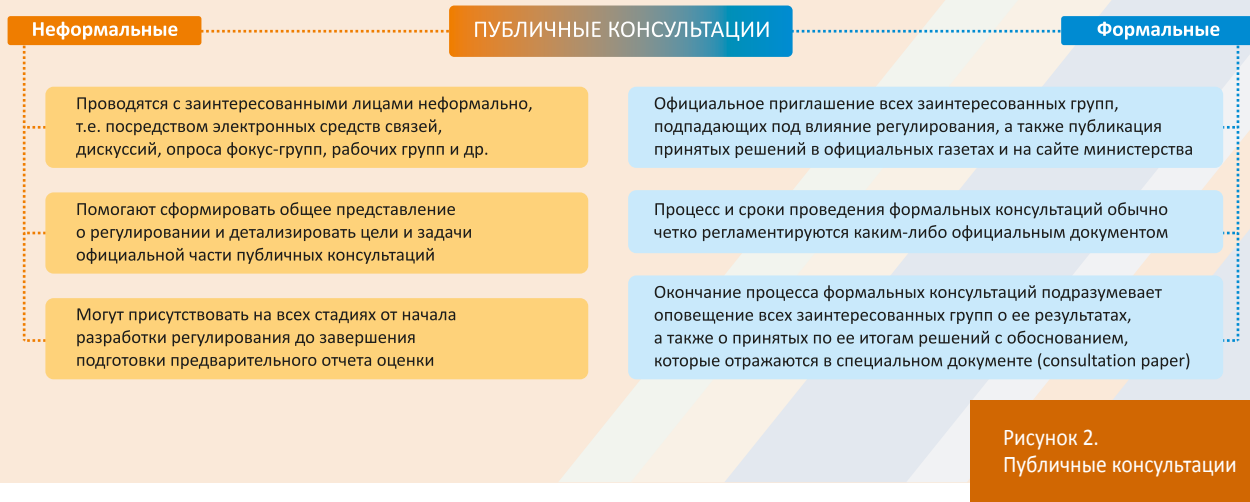 ПУБЛИЧНЫЕ КОНСУЛЬТАЦИИ
Неформальные
Проводятся с заинтересованными лицами неформально,
т.е. посредством электронных средств связей,
дискуссий, опроса фокус-групп, рабочих групп и др.
Помогают сформировать общее представление
о регулировании и детализировать цели и задачи
официальной части публичных консультаций
Могут присутствовать на всех стадиях от начала
разработки регулирования до завершения
подготовки предварительного отчета оценки
Формальные
Официальное приглашение всех заинтересованных групп,
подпадающих под влияние регулирования, а также публикация
принятых решений в официальных газетах и на сайте министерства
Процесс и сроки проведения формальных консультаций обычно
четко регламентируются каким-либо официальным документом
Окончание процесса формальных консультаций подразумевает
оповещение всех заинтересованных групп о ее результатах,
а также о принятых по ее итогам решений с обоснованием,
которые отражаются в специальном документе (consultation paper)
Рисунок 2.
Публичные консультации